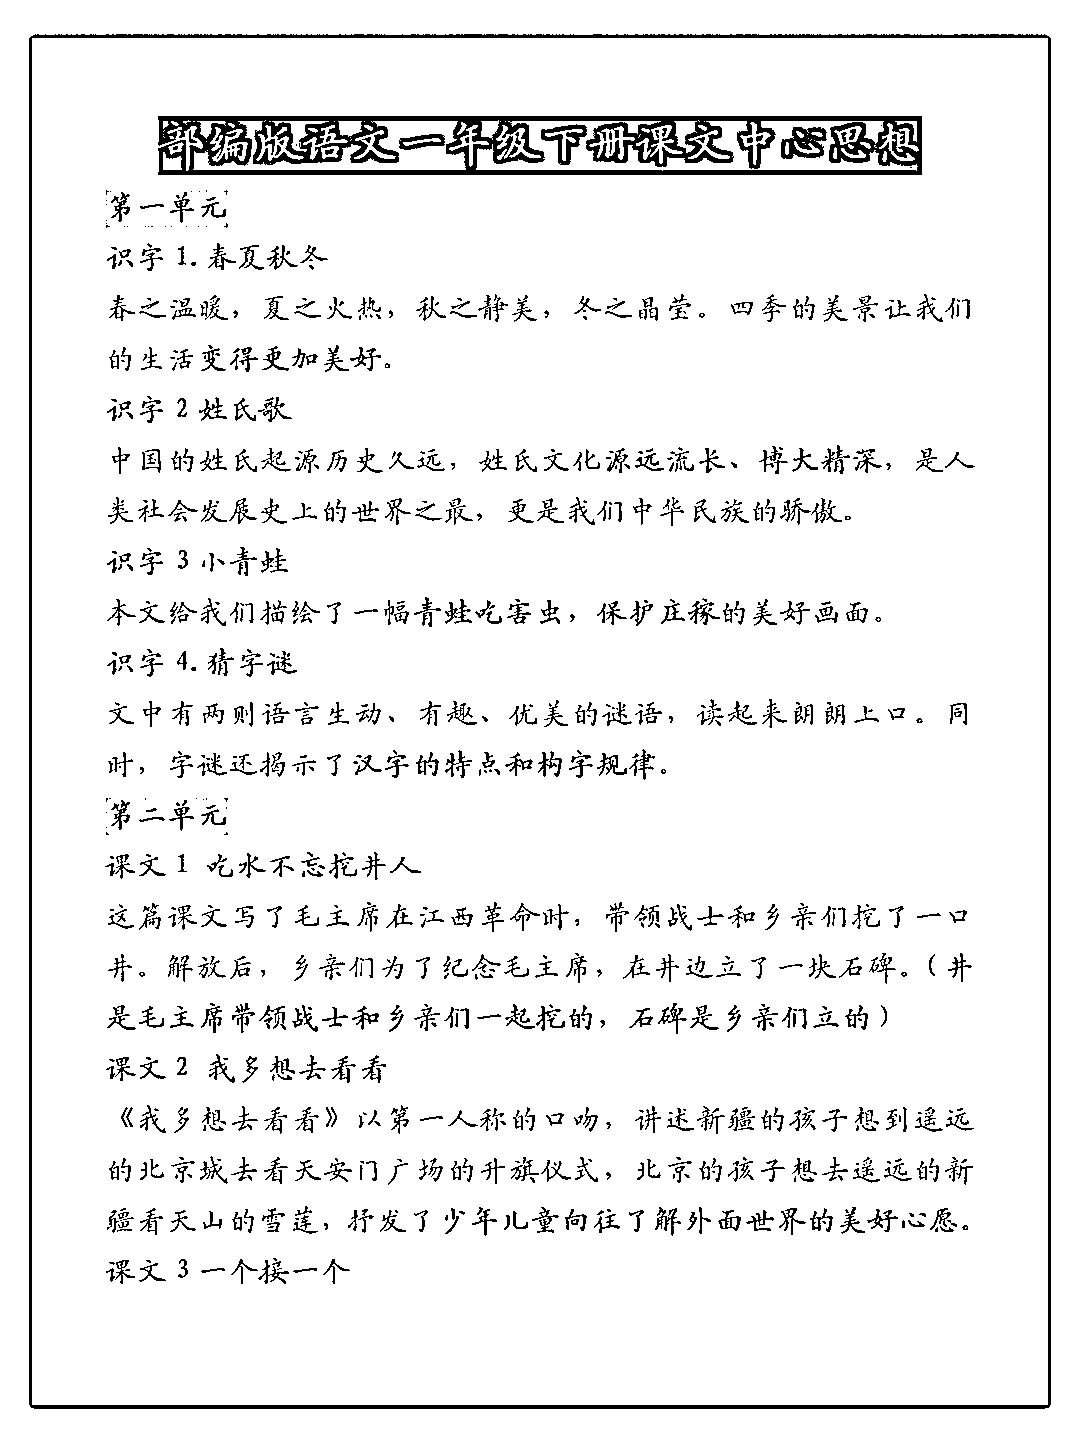 部编版语文一年级下册课文中心思想
第一单元
识字 1. 春夏秋冬
春之温暖，夏之火热，秋之静美，冬之晶莹。四季的美景让我们
的生活变得更加美好。
识字 2 姓氏歌
中国的姓氏起源历史久远，姓氏文化源远流长、博大精深，是人
类社会发展史上的世界之最，更是我们中华民族的骄傲。
识字 3 小青蛙
本文给我们描绘了一幅青蛙吃害虫，保护庄稼的美好画面。
识字 4. 猜字谜
文中有两则语言生动、有趣、优美的谜语，读起来朗朗上口。同
时，字谜还揭示了汉字的特点和构字规律。
第二单元
课文 1 吃水不忘挖井人
这篇课文写了毛主席在江西革命时，带领战士和乡亲们挖了一口
井。解放后，乡亲们为了纪念毛主席，在井边立了一块石碑。（井
是毛主席带领战士和乡亲们一起挖的，石碑是乡亲们立的）
课文 2 我多想去看看
《我多想去看看》以第一人称的口吻，讲述新疆的孩子想到遥远
的北京城去看天安门广场的升旗仪式，北京的孩子想去遥远的新
疆看天山的雪莲，抒发了少年儿童向往了解外面世界的美好心愿。
课文 3 一个接一个